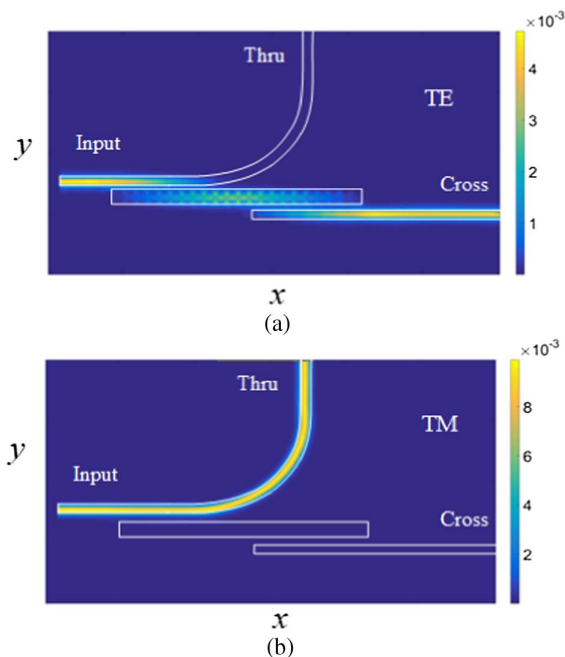 ×10⁻³
Thru
4
TE
y
Input
3
Cross
2
1
x
(a)
×10⁻³
Thru
8
TM
y
6
Input
4
Cross
2
x
(b)